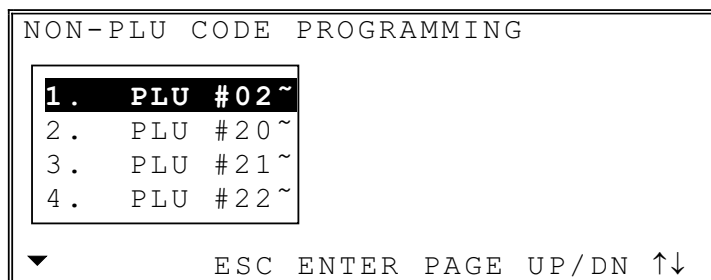 NON-PLU CODE PROGRAMMING
1. PLU #02~
2. PLU #20~
3. PLU #21~
4. PLU #22~
ESC ENTER PAGE UP/DN ↑↓